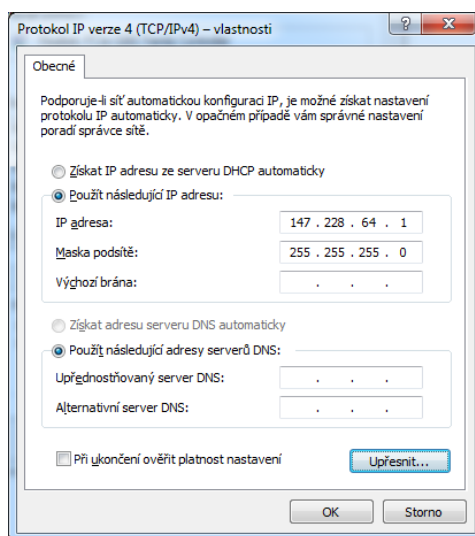 Protokol IP verze 4 (TCP/IPv4) – vlastnosti
Obecné
Podporuje-li síť automatickou konfiguraci IP, je možné získat nastavení
protokolu IP automaticky. V opačném případě vám správné nastavení
poradí správce sítě.
Získat IP adresu ze serveru DHCP automaticky
Použít následující IP adresu:
IP adresa: 147 . 228 . 64 . 1
Maska podsítě: 255 . 255 . 255 . 0
Výchozí brána: . . .
Získat adresu serveru DNS automaticky
Použít následující adresy serverů DNS:
Upřednostňovaný server DNS: . . .
Alternativní server DNS: . . .
Při ukončení ověřit platnost nastavení
Upřesnit...
OK Storno